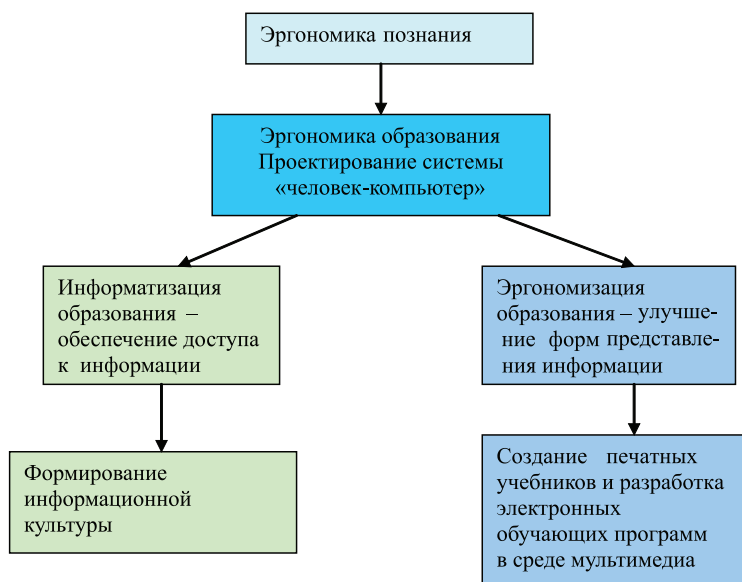 Эргономика познания
Эргономика образования
Проектирование системы
«человек-компьютер»
Информатизация
образования –
обеспечение доступа
к информации
Эргономизация
образования – улучше-
ние форм представле-
ния информации
Формирование
информационной
культуры
Создание печатных
учебников и разработка
электронных
обучающих программ
в среде мультимедиа